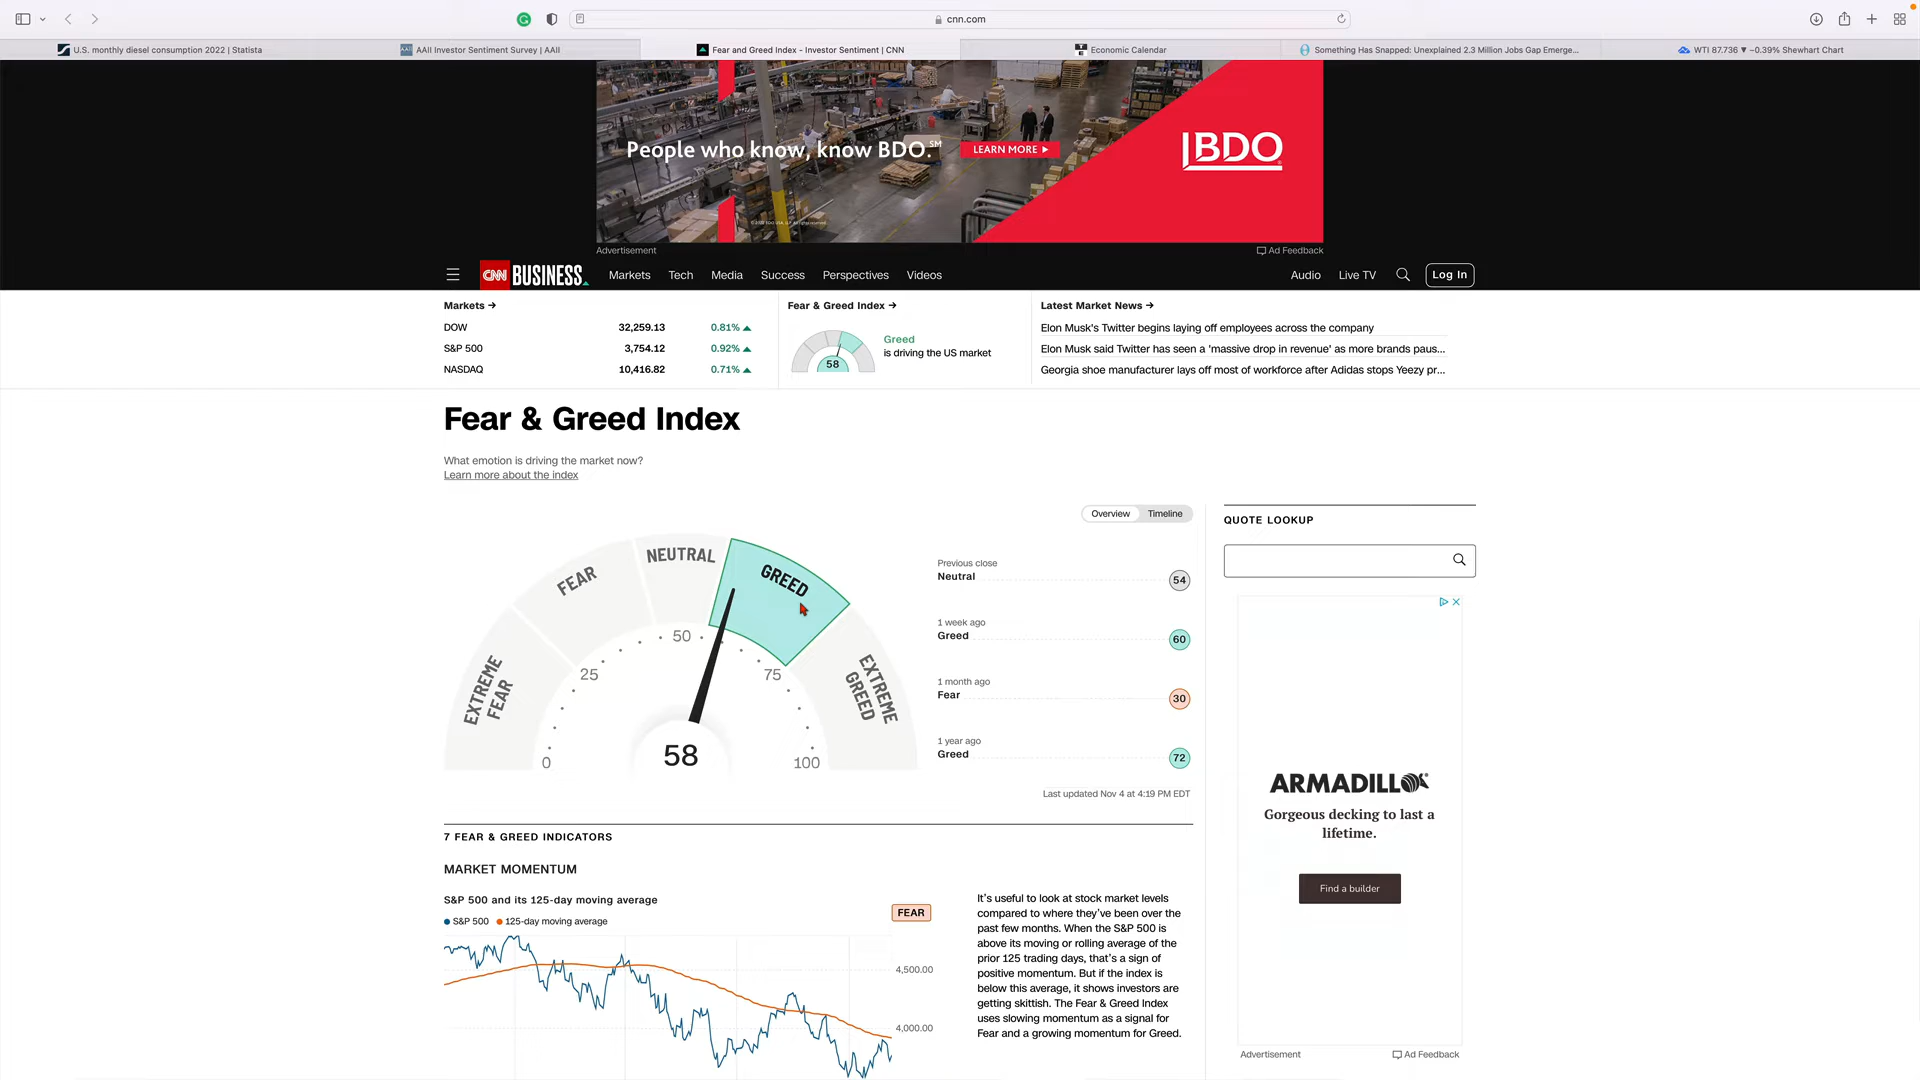 cnn.com
U.S. monthly diesel consumption 2022 | Statista
AAII Investor Sentiment Survey | AAII
Fear and Greed Index - Investor Sentiment | CNN
Economic Calendar
Something Has Snapped: Unexplained 2.3 Million Jobs Gap Emerge...
WTI 87.736 ▼ −0.39% Shewhart Chart
People who know, know BDO.℠
LEARN MORE ▶
BDO
Advertisement
Ad Feedback
CNN BUSINESS
Markets
Tech
Media
Success
Perspectives
Videos
Audio
Live TV
Log In
Markets →
DOW 32,259.13 0.81% ▲
S&P 500 3,754.12 0.92% ▲
NASDAQ 10,416.82 0.71% ▲
Fear & Greed Index →
58
Greed
is driving the US market
Latest Market News →
Elon Musk's Twitter begins laying off employees across the company
Elon Musk said Twitter has seen a 'massive drop in revenue' as more brands paus...
Georgia shoe manufacturer lays off most of workforce after Adidas stops Yeezy pr...
Fear & Greed Index
What emotion is driving the market now?
Learn more about the index
Overview
Timeline
EXTREME FEAR
FEAR
NEUTRAL
GREED
EXTREME GREED
0
25
50
75
100
58
Previous close
Neutral 54
1 week ago
Greed 60
1 month ago
Fear 30
1 year ago
Greed 72
Last updated Nov 4 at 4:19 PM EDT
QUOTE LOOKUP
ARMADILLO
Gorgeous decking to last a
lifetime.
Find a builder
Advertisement
Ad Feedback
7 FEAR & GREED INDICATORS
MARKET MOMENTUM
S&P 500 and its 125-day moving average
FEAR
S&P 500
125-day moving average
4,500.00
4,000.00
It's useful to look at stock market levels
compared to where they've been over the
past few months. When the S&P 500 is
above its moving or rolling average of the
prior 125 trading days, that's a sign of
positive momentum. But if the index is
below this average, it shows investors are
getting skittish. The Fear & Greed Index
uses slowing momentum as a signal for
Fear and a growing momentum for Greed.